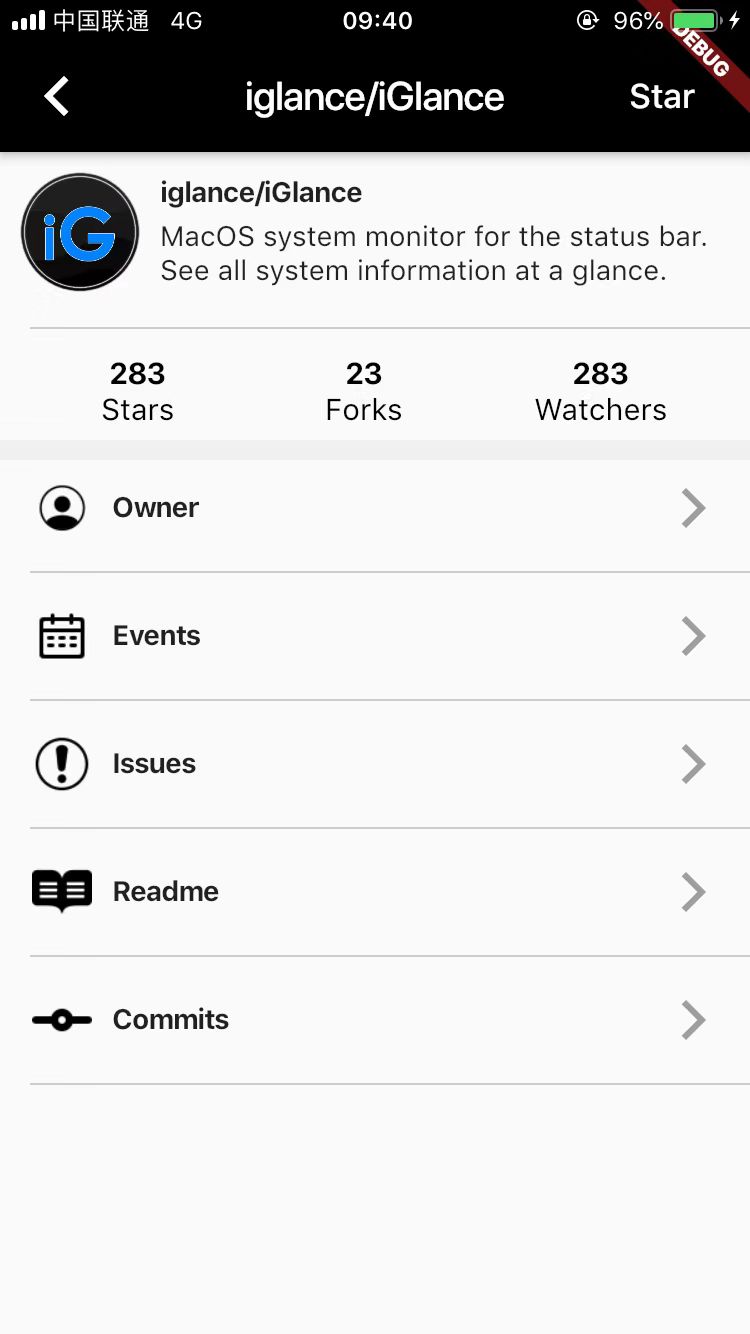 中国联通 4G 09:40 96%
DEBUG
iglance/iGlance Star
iG
iglance/iGlance
MacOS system monitor for the status bar.
See all system information at a glance.
283 23 283
Stars Forks Watchers
Owner
Events
Issues
Readme
Commits